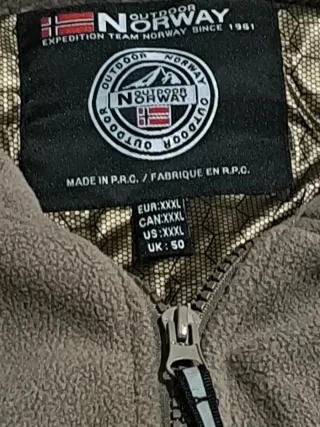 OUTDOOR
NORWAY
EXPEDITION TEAM NORWAY SINCE 1961
OUTDOOR NORWAY
OUTDOOR
NORWAY
OUTDOOR OUTDOOR
MADE IN P.R.C. / FABRIQUE EN R.P.C.
EUR:XXXL
CAN:XXXL
US:XXXL
UK: 50